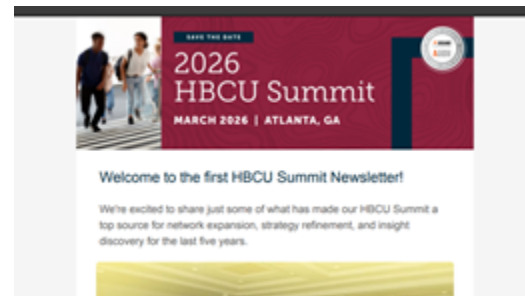 SAVE THE DATE
2026
HBCU Summit
MARCH 2026 | ATLANTA, GA
Welcome to the first HBCU Summit Newsletter!
We're excited to share just some of what has made our HBCU Summit a
top source for network expansion, strategy refinement, and insight
discovery for the last five years.